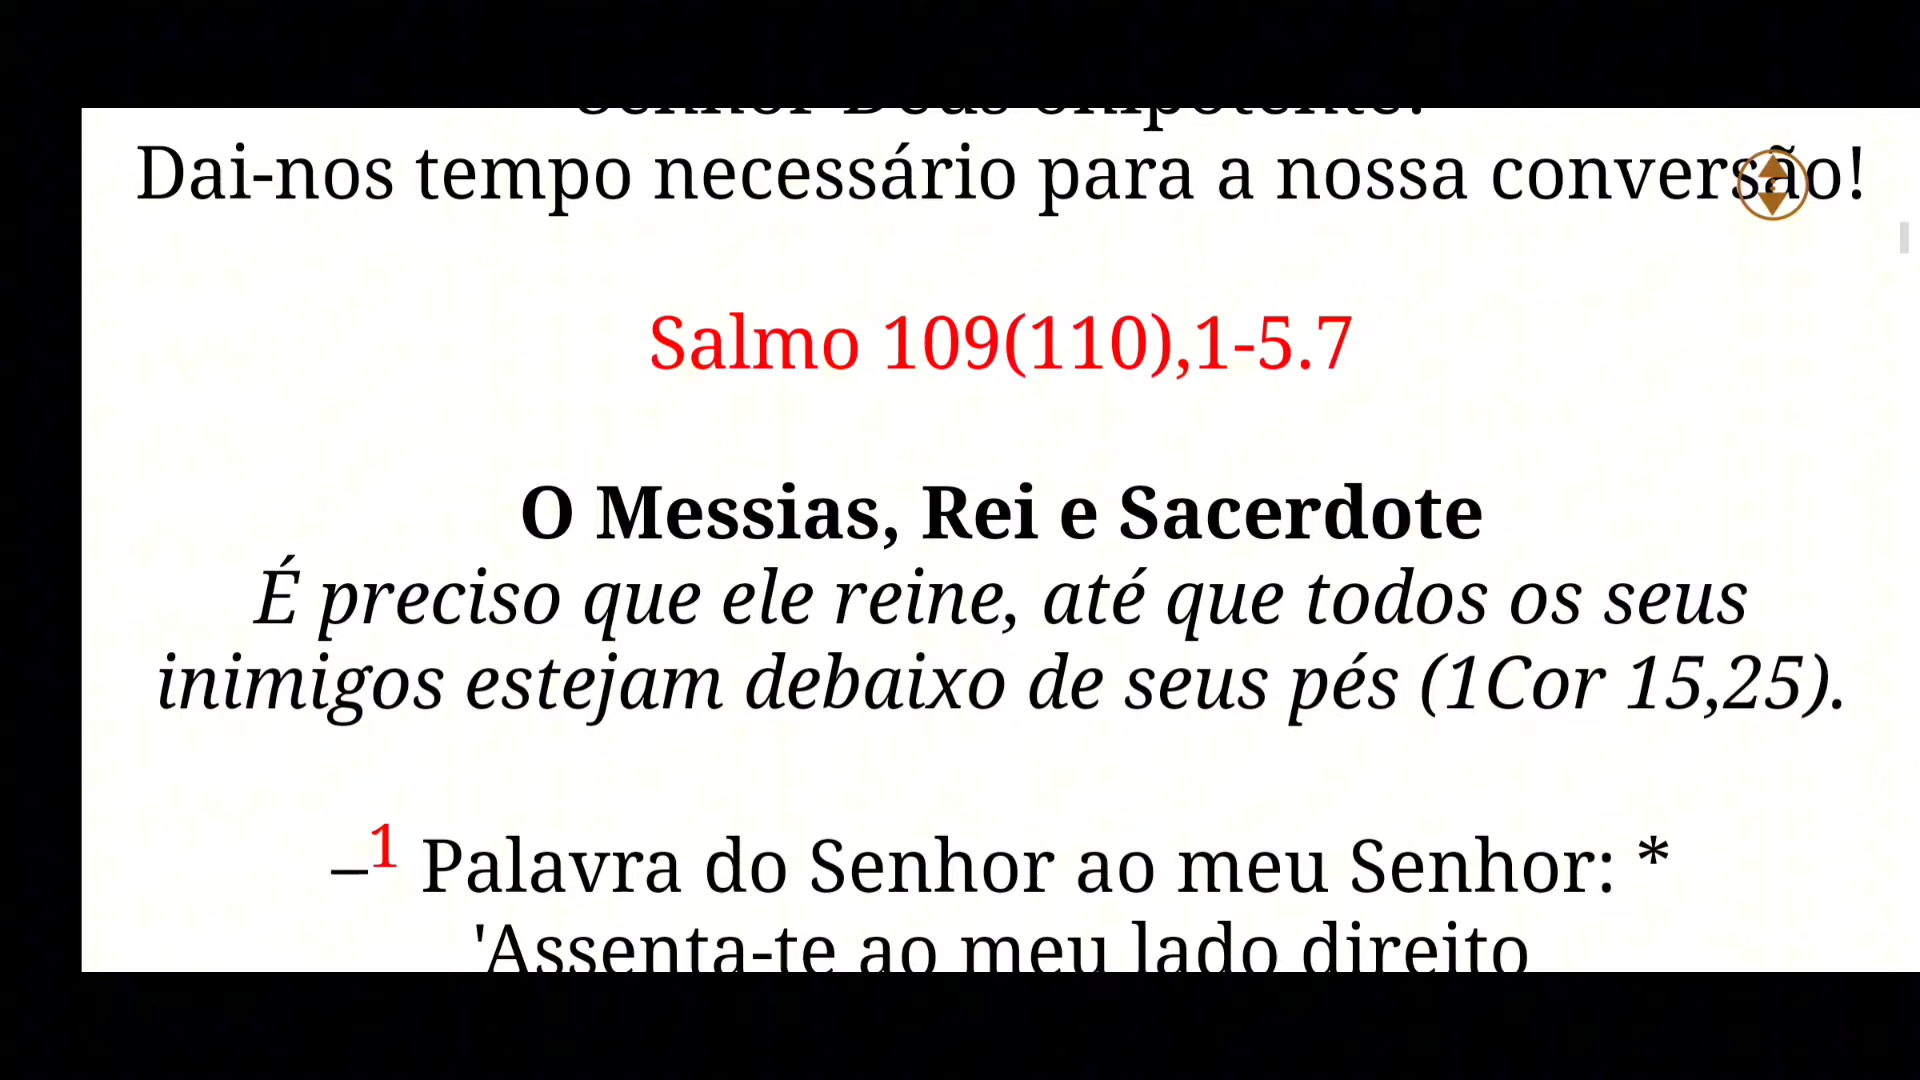 Dai-nos tempo necessário para a nossa conversão!
Salmo 109(110),1-5.7
O Messias, Rei e Sacerdote
É preciso que ele reine, até que todos os seus
inimigos estejam debaixo de seus pés (1Cor 15,25).
–1 Palavra do Senhor ao meu Senhor: *
'Assenta-te ao meu lado direito